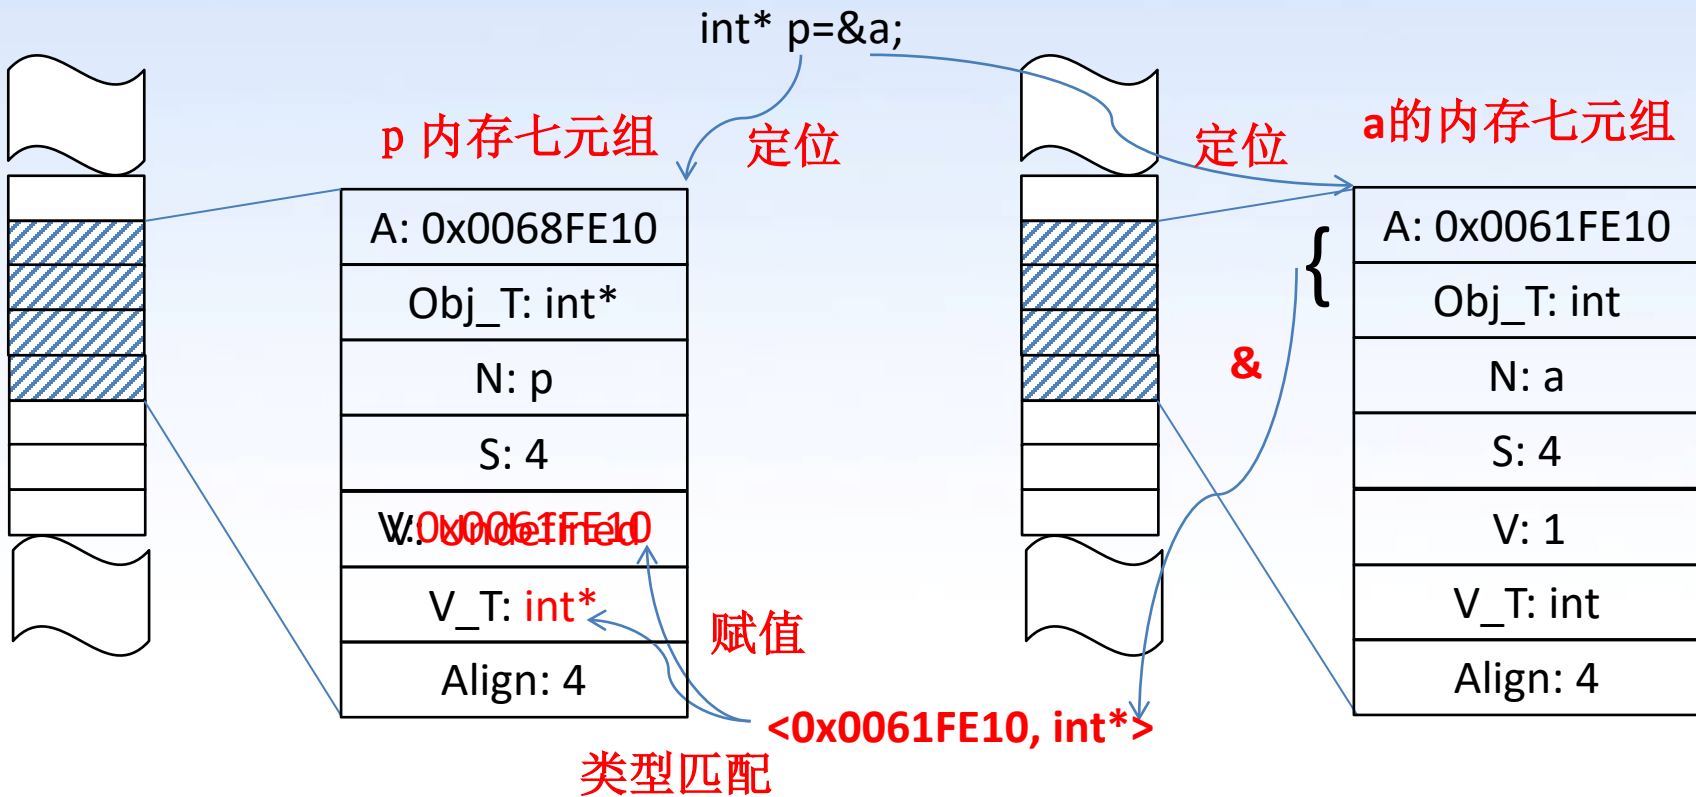 int* p=&a;
p 内存七元组
定位
A: 0x0068FE10
Obj_T: int*
N: p
S: 4
V: Undefined
V:0x0061FE10
V_T: int*
Align: 4
赋值
类型匹配
<0x0061FE10, int*>
定位
&
{
a的内存七元组
A: 0x0061FE10
Obj_T: int
N: a
S: 4
V: 1
V_T: int
Align: 4